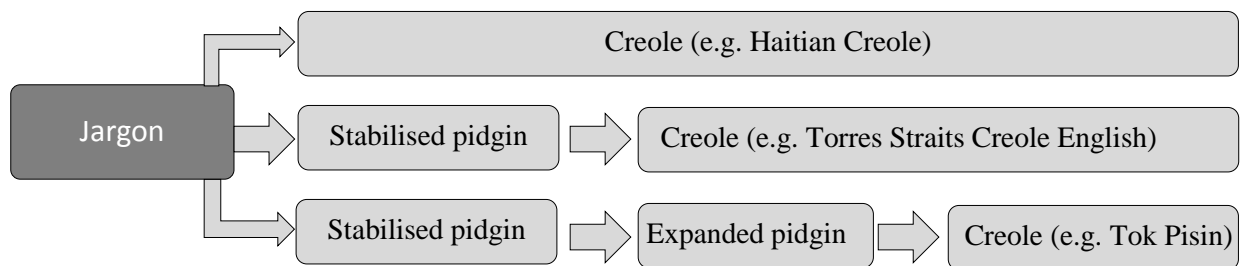 Creole (e.g. Haitian Creole)
Jargon
Stabilised pidgin
Creole (e.g. Torres Straits Creole English)
Stabilised pidgin
Expanded pidgin
Creole (e.g. Tok Pisin)